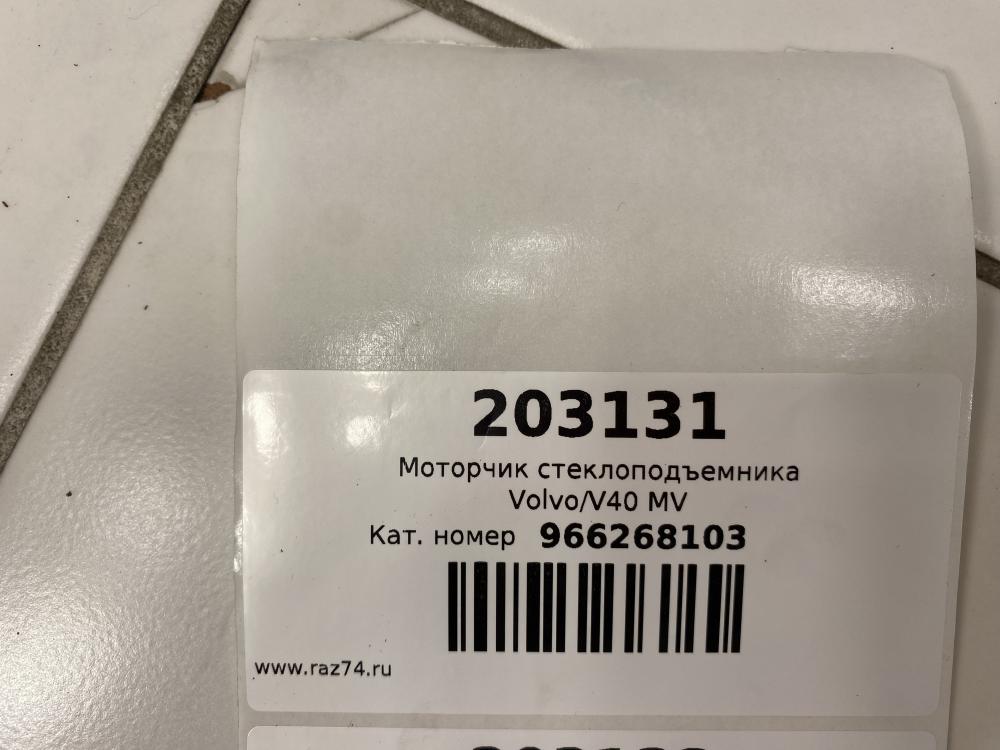 203131
Моторчик стеклоподъемника
Volvo/V40 MV
Кат. номер 966268103
www.raz74.ru